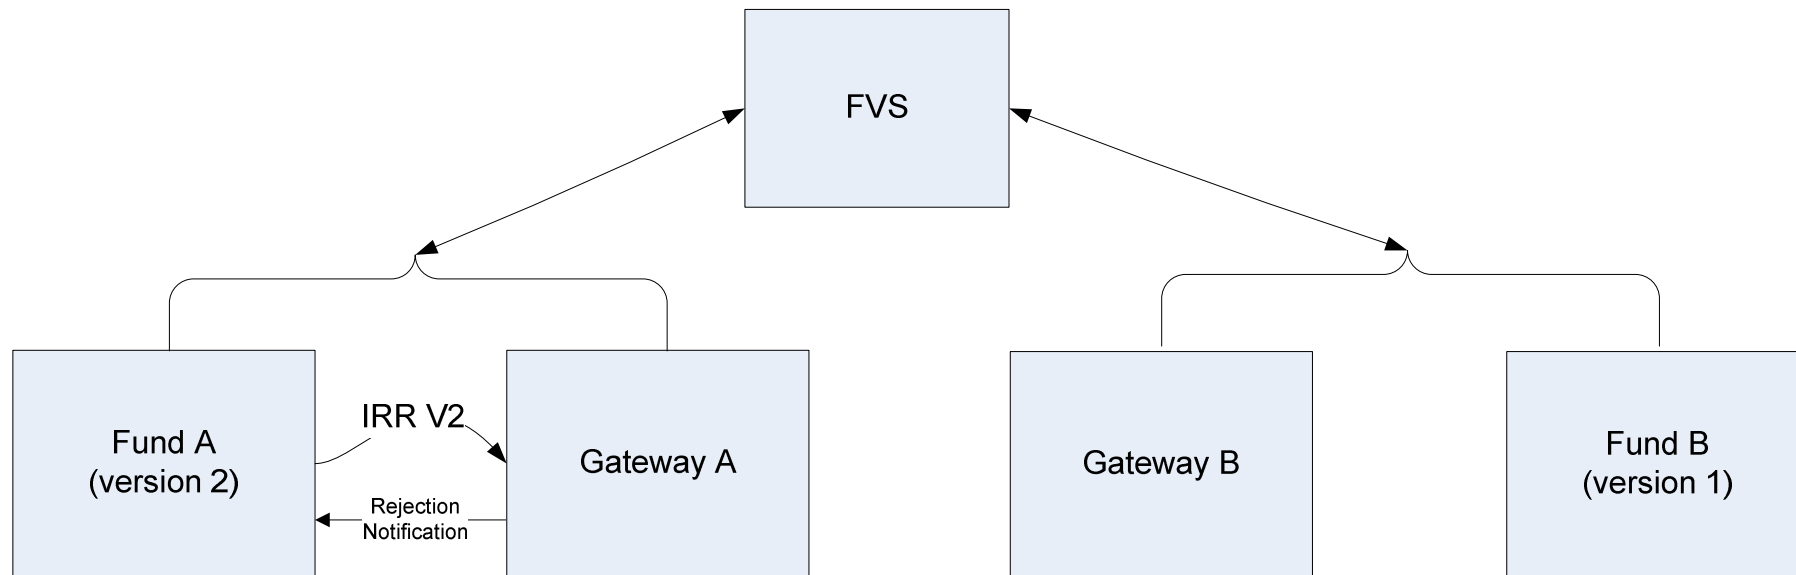 FVS
IRR V2
Fund A
(version 2)
Gateway A
Rejection
Notification
Gateway B
Fund B
(version 1)